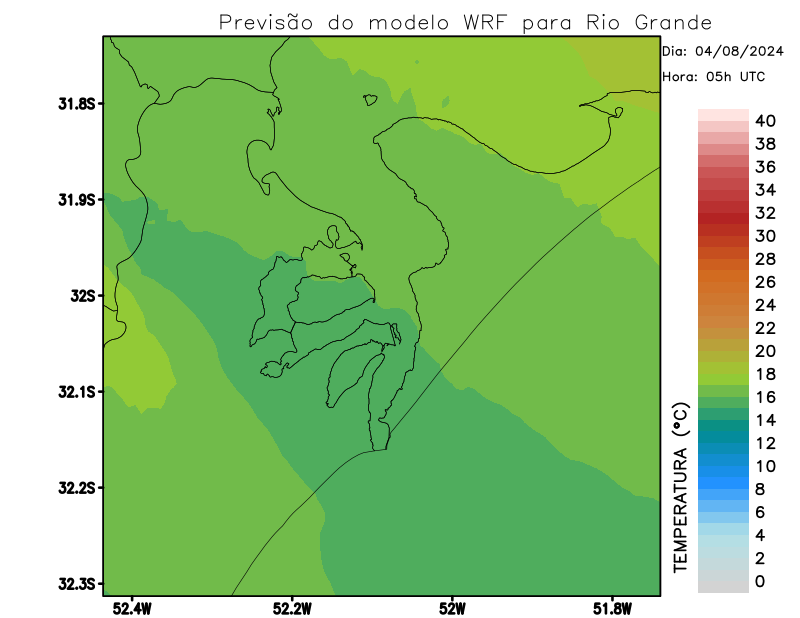 Previsão do modelo WRF para Rio Grande
Dia: 04/08/2024
Hora: 05h UTC
31.8S
31.9S
32S
32.1S
32.2S
32.3S
52.4W
52.2W
52W
51.8W
TEMPERATURA (°C)
40
38
36
34
32
30
28
26
24
22
20
18
16
14
12
10
8
6
4
2
0